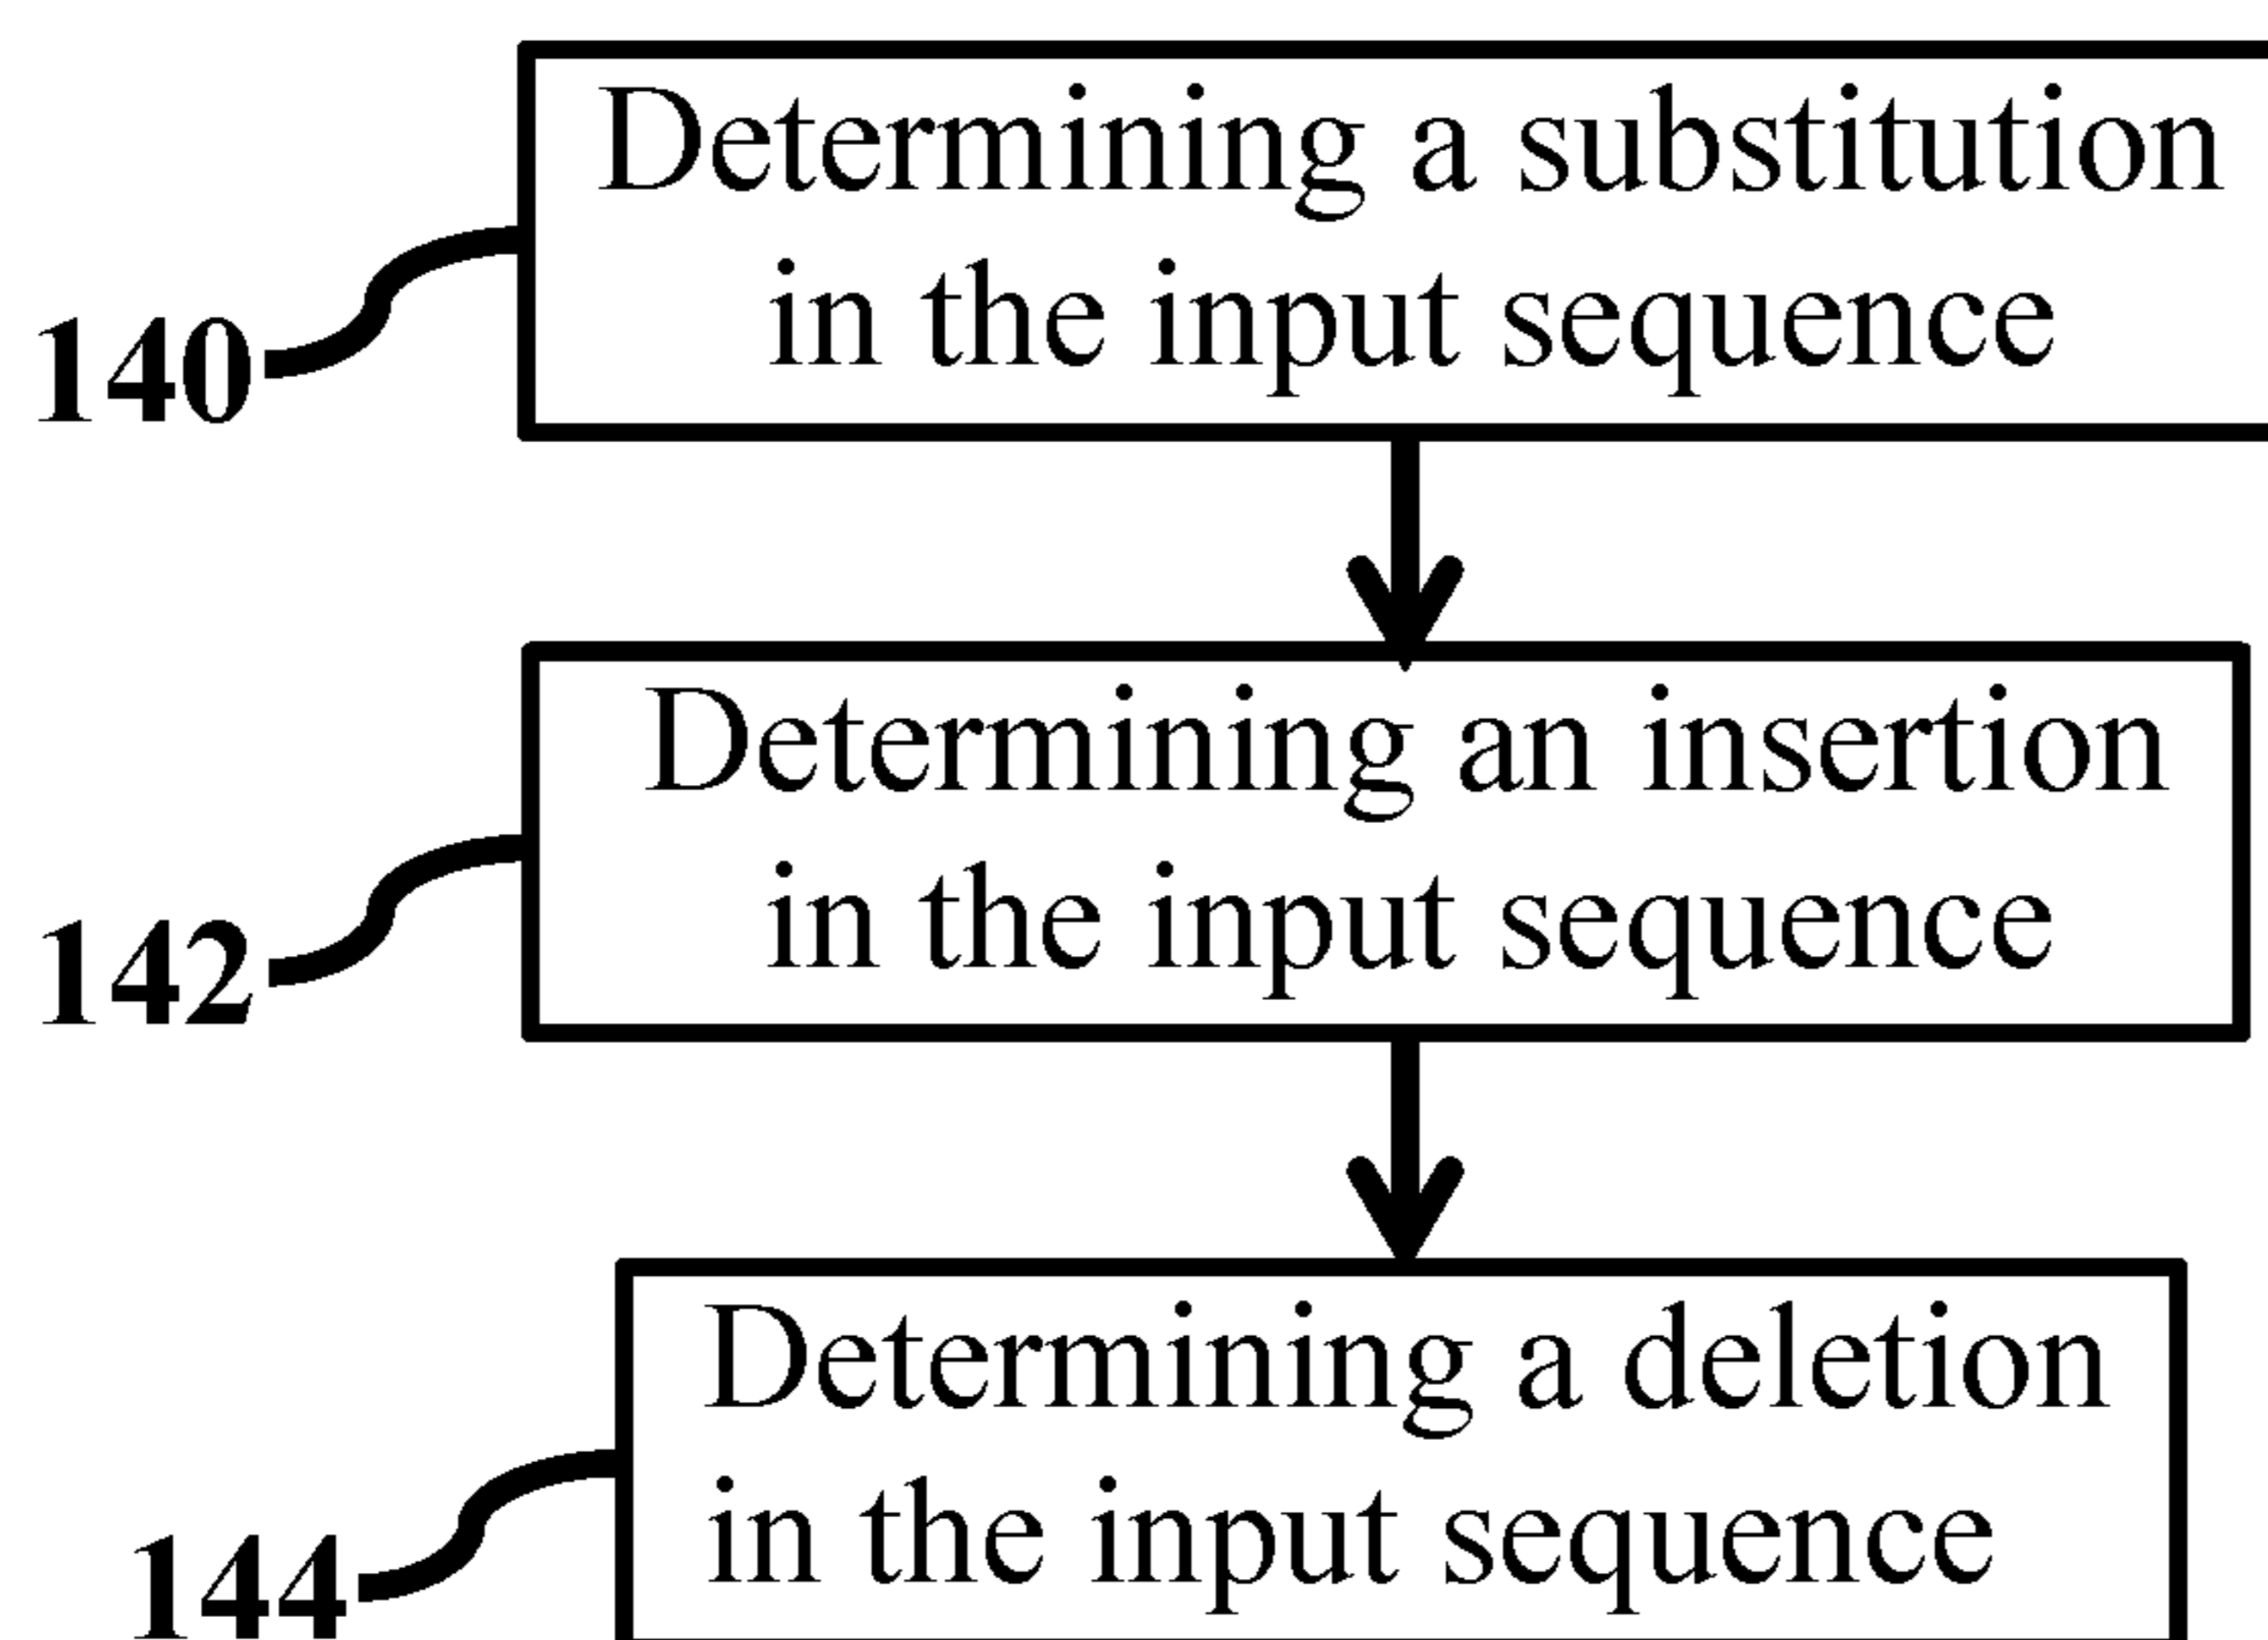 Determining a substitution
in the input sequence
140
Determining an insertion
in the input sequence
142
Determining a deletion
in the input sequence
144